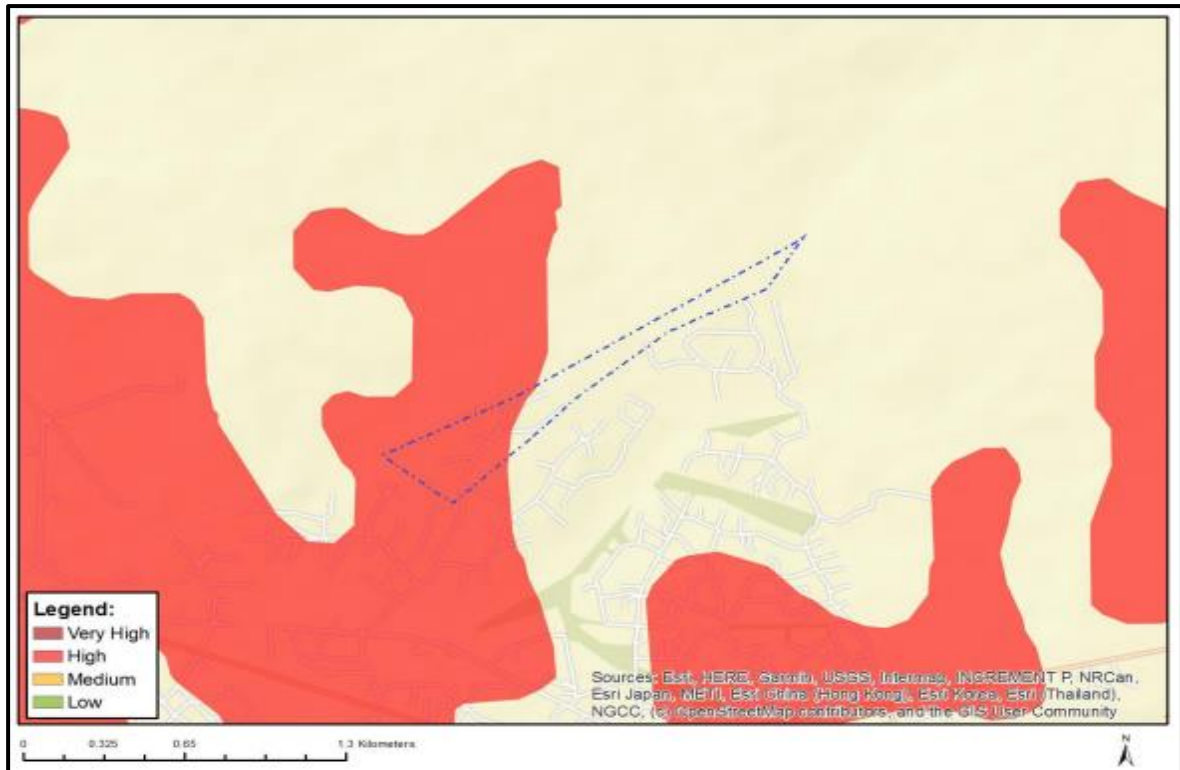 Legend:
Very High
High
Medium
Low
Sources: Esri, HERE, Garmin, USGS, Intermap, INCREMENT P, NRCan,
Esri Japan, METI, Esri China (Hong Kong), Esri Korea, Esri (Thailand),
NGCC, (c) OpenStreetMap contributors, and the GIS User Community
0 0.325 0.65 1.3 Kilometers
N